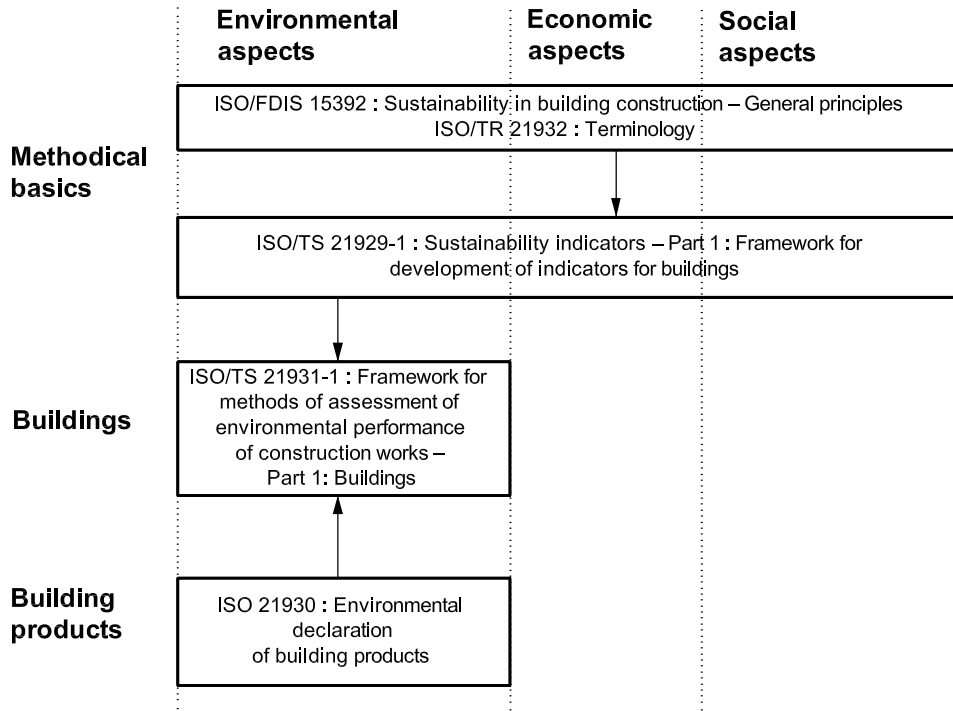 Environmental
aspects
Economic
aspects
Social
aspects
Methodical
basics
ISO/FDIS 15392 : Sustainability in building construction – General principles
ISO/TR 21932 : Terminology
ISO/TS 21929-1 : Sustainability indicators – Part 1 : Framework for
development of indicators for buildings
Buildings
ISO/TS 21931-1 : Framework for
methods of assessment of
environmental performance
of construction works –
Part 1: Buildings
Building
products
ISO 21930 : Environmental
declaration
of building products